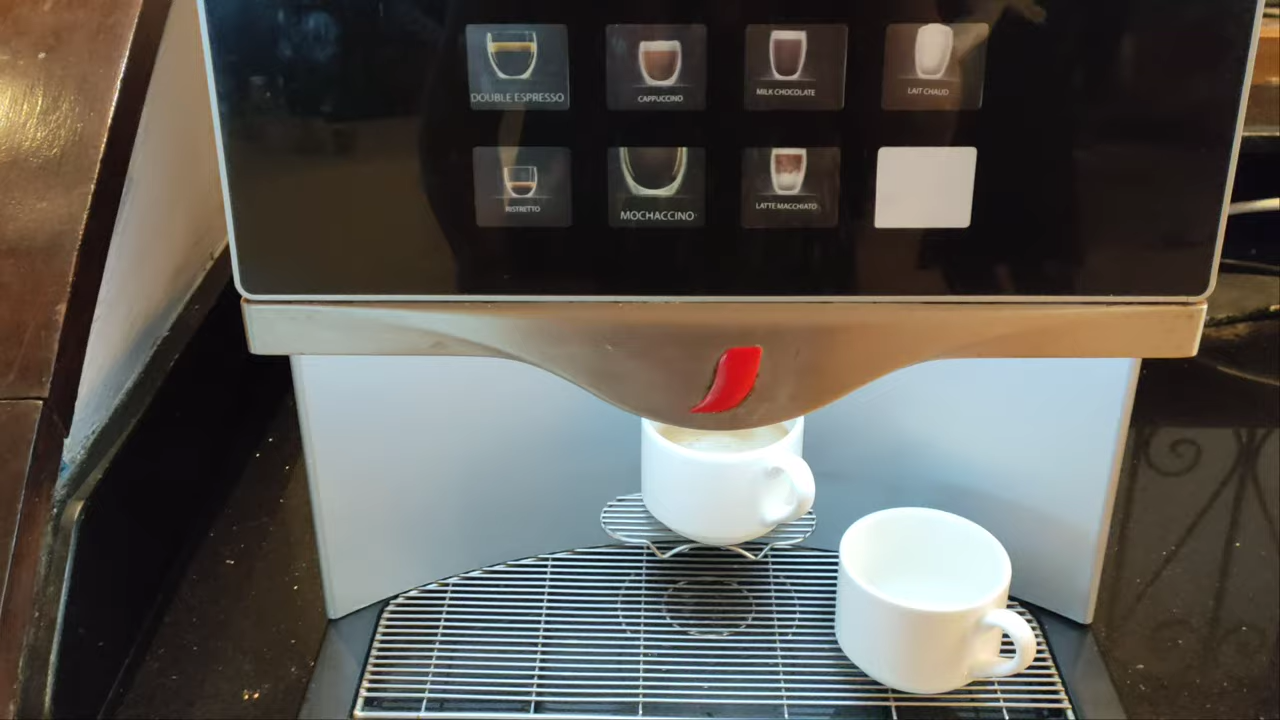 DOUBLE ESPRESSO
CAPPUCCINO
MILK CHOCOLATE
LAIT CHAUD
RISTRETTO
MOCHACCINO
LATTE MACCHIATO